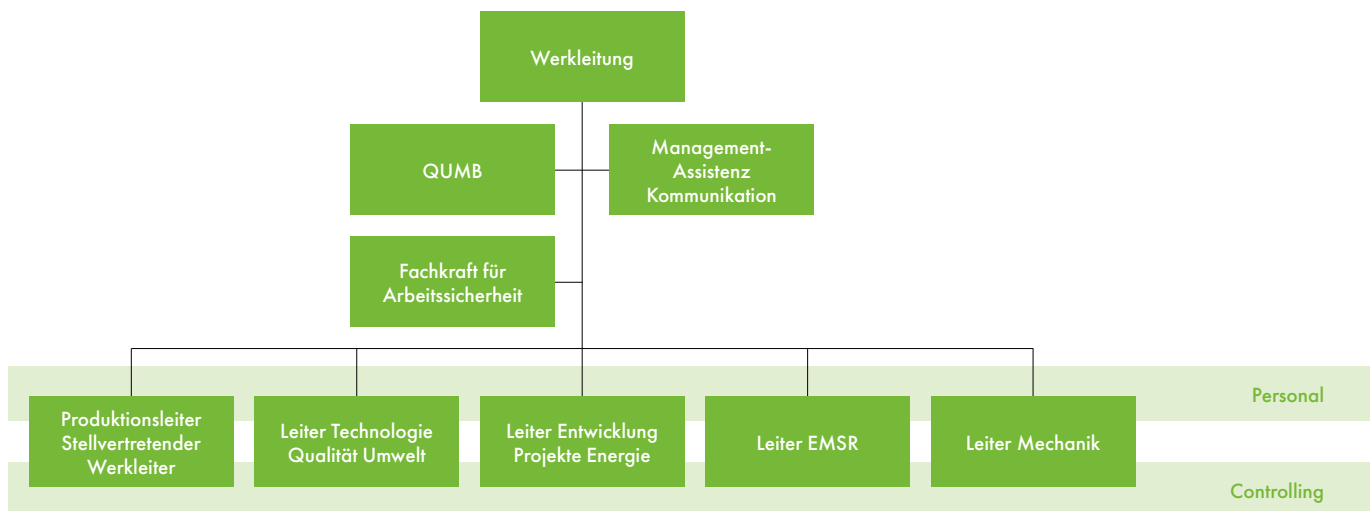 Werkleitung
QUMB
Management-
Assistenz
Kommunikation
Fachkraft für
Arbeitssicherheit
Personal
Produktionsleiter
Stellvertretender
Werkleiter
Leiter Technologie
Qualität Umwelt
Leiter Entwicklung
Projekte Energie
Leiter EMSR
Leiter Mechanik
Controlling